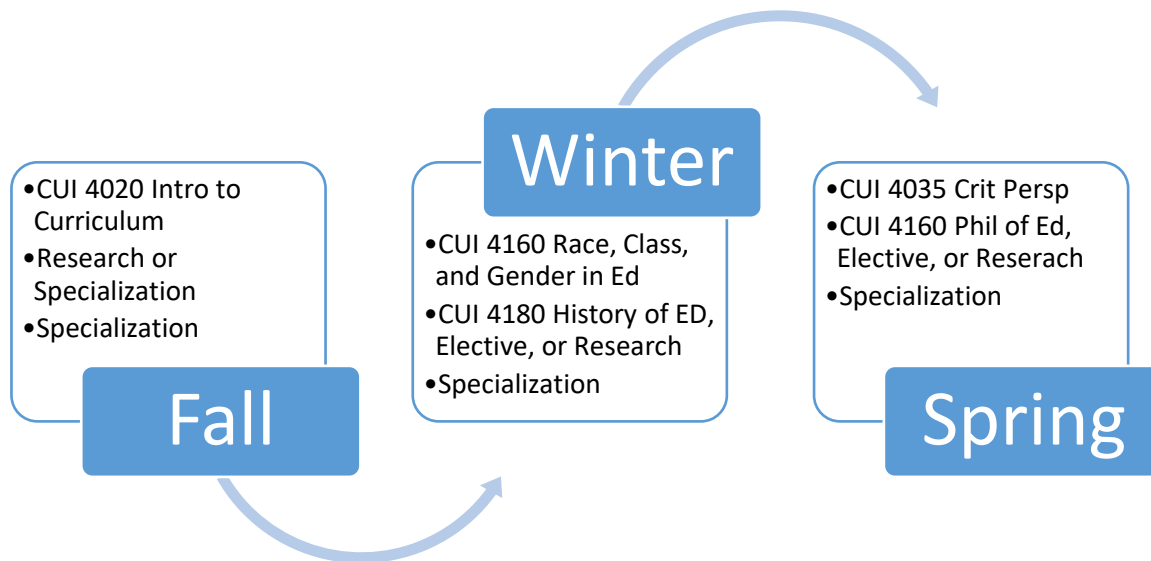 •CUI 4020 Intro to
Curriculum
•Research or
Specialization
•Specialization
Fall
Winter
•CUI 4160 Race, Class,
and Gender in Ed
•CUI 4180 History of ED,
Elective, or Research
•Specialization
•CUI 4035 Crit Persp
•CUI 4160 Phil of Ed,
Elective, or Reserach
•Specialization
Spring